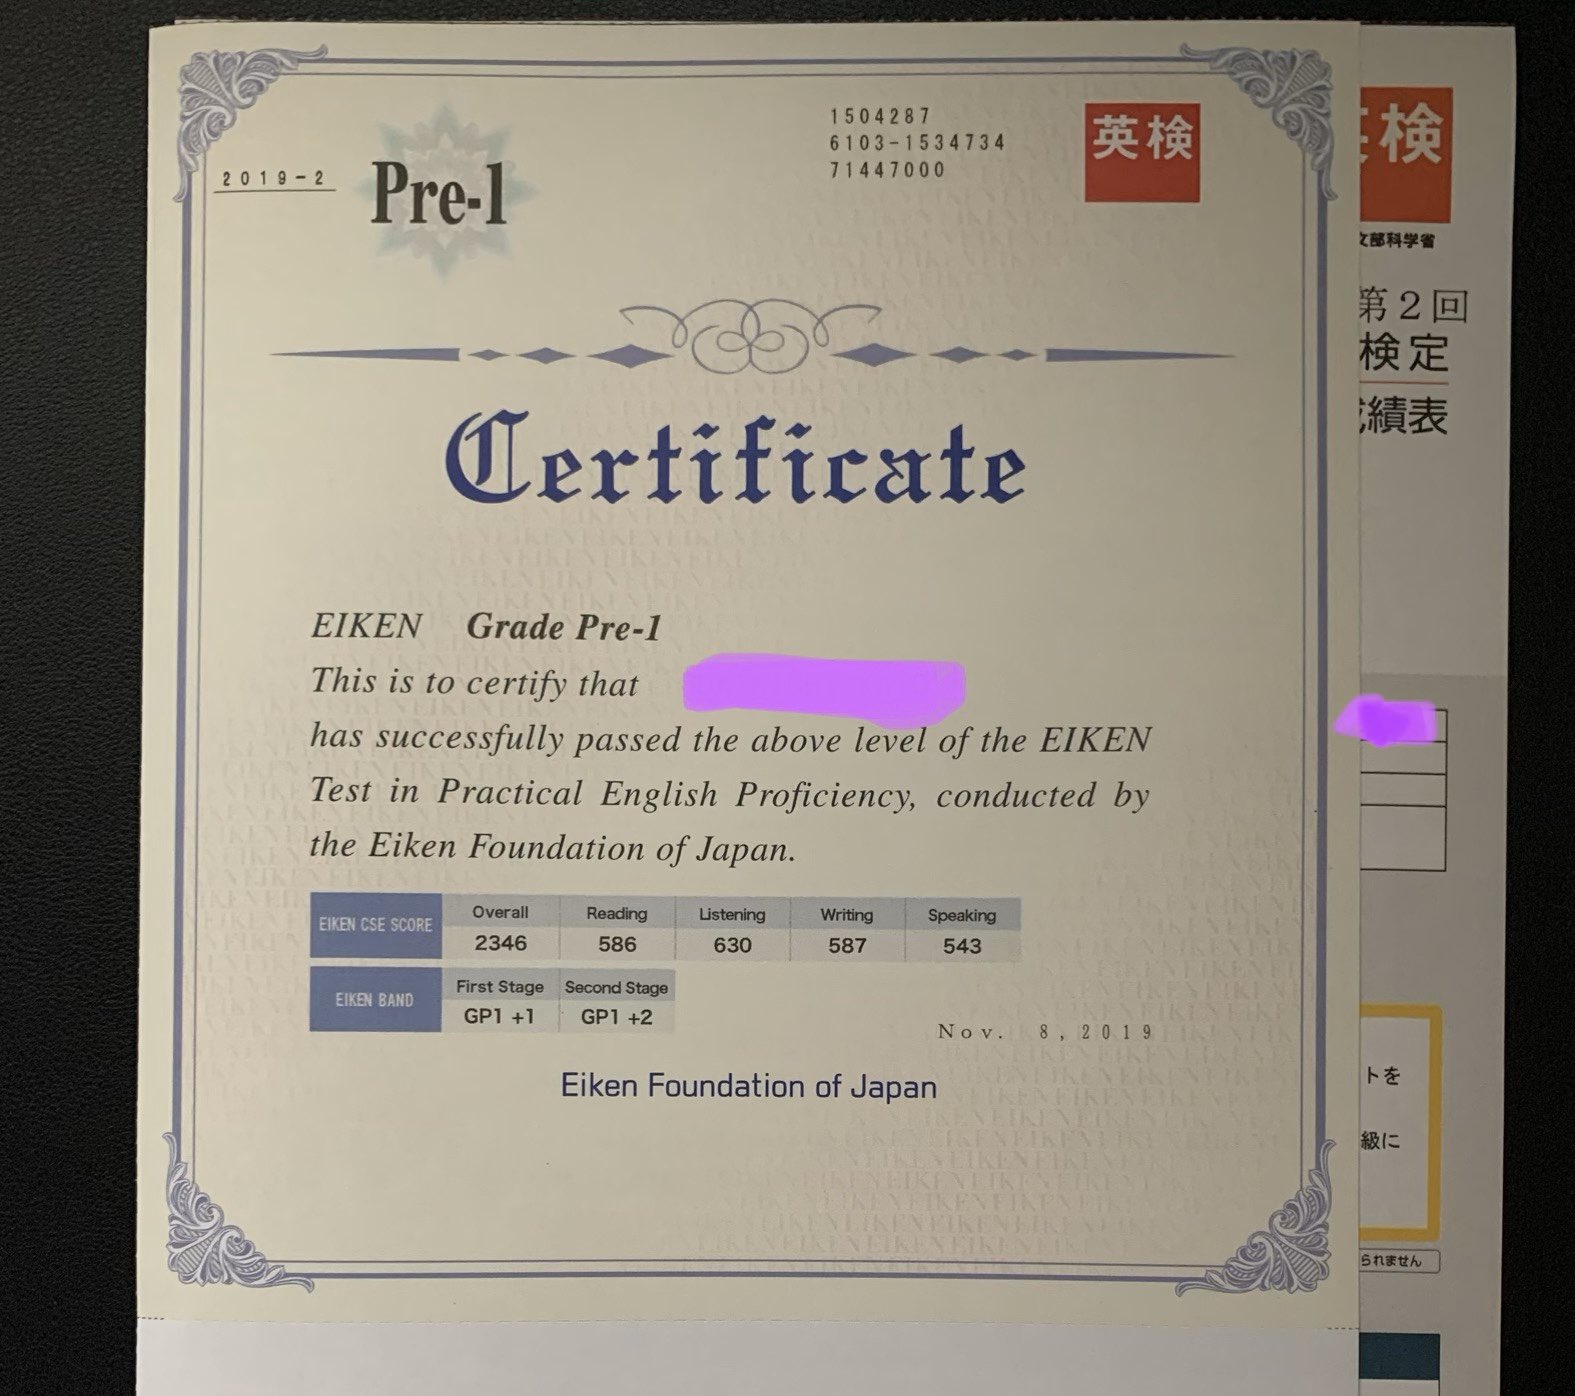 2019-2
Pre-1
1504287
6103-1534734
71447000
英検
Certificate
EIKEN Grade Pre-1
This is to certify that
has successfully passed the above level of the EIKEN
Test in Practical English Proficiency, conducted by
the Eiken Foundation of Japan.
EIKEN CSE SCORE
Overall Reading Listening Writing Speaking
2346 586 630 587 543
EIKEN BAND
First Stage Second Stage
GP1 +1 GP1 +2
Nov. 8, 2019
Eiken Foundation of Japan
検
文部科学省
第2回
検定
績表
トを
級に
られません